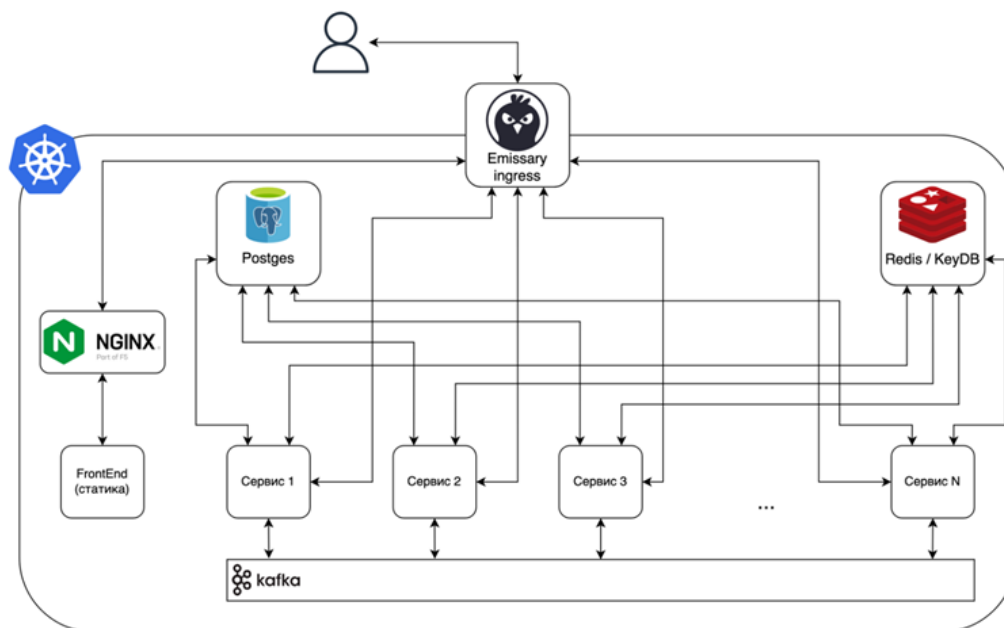 Emissary
ingress
Postges
Redis / KeyDB
NGINX
Part of F5
FrontEnd
(статика)
Сервис 1
Сервис 2
Сервис 3
...
Сервис N
kafka